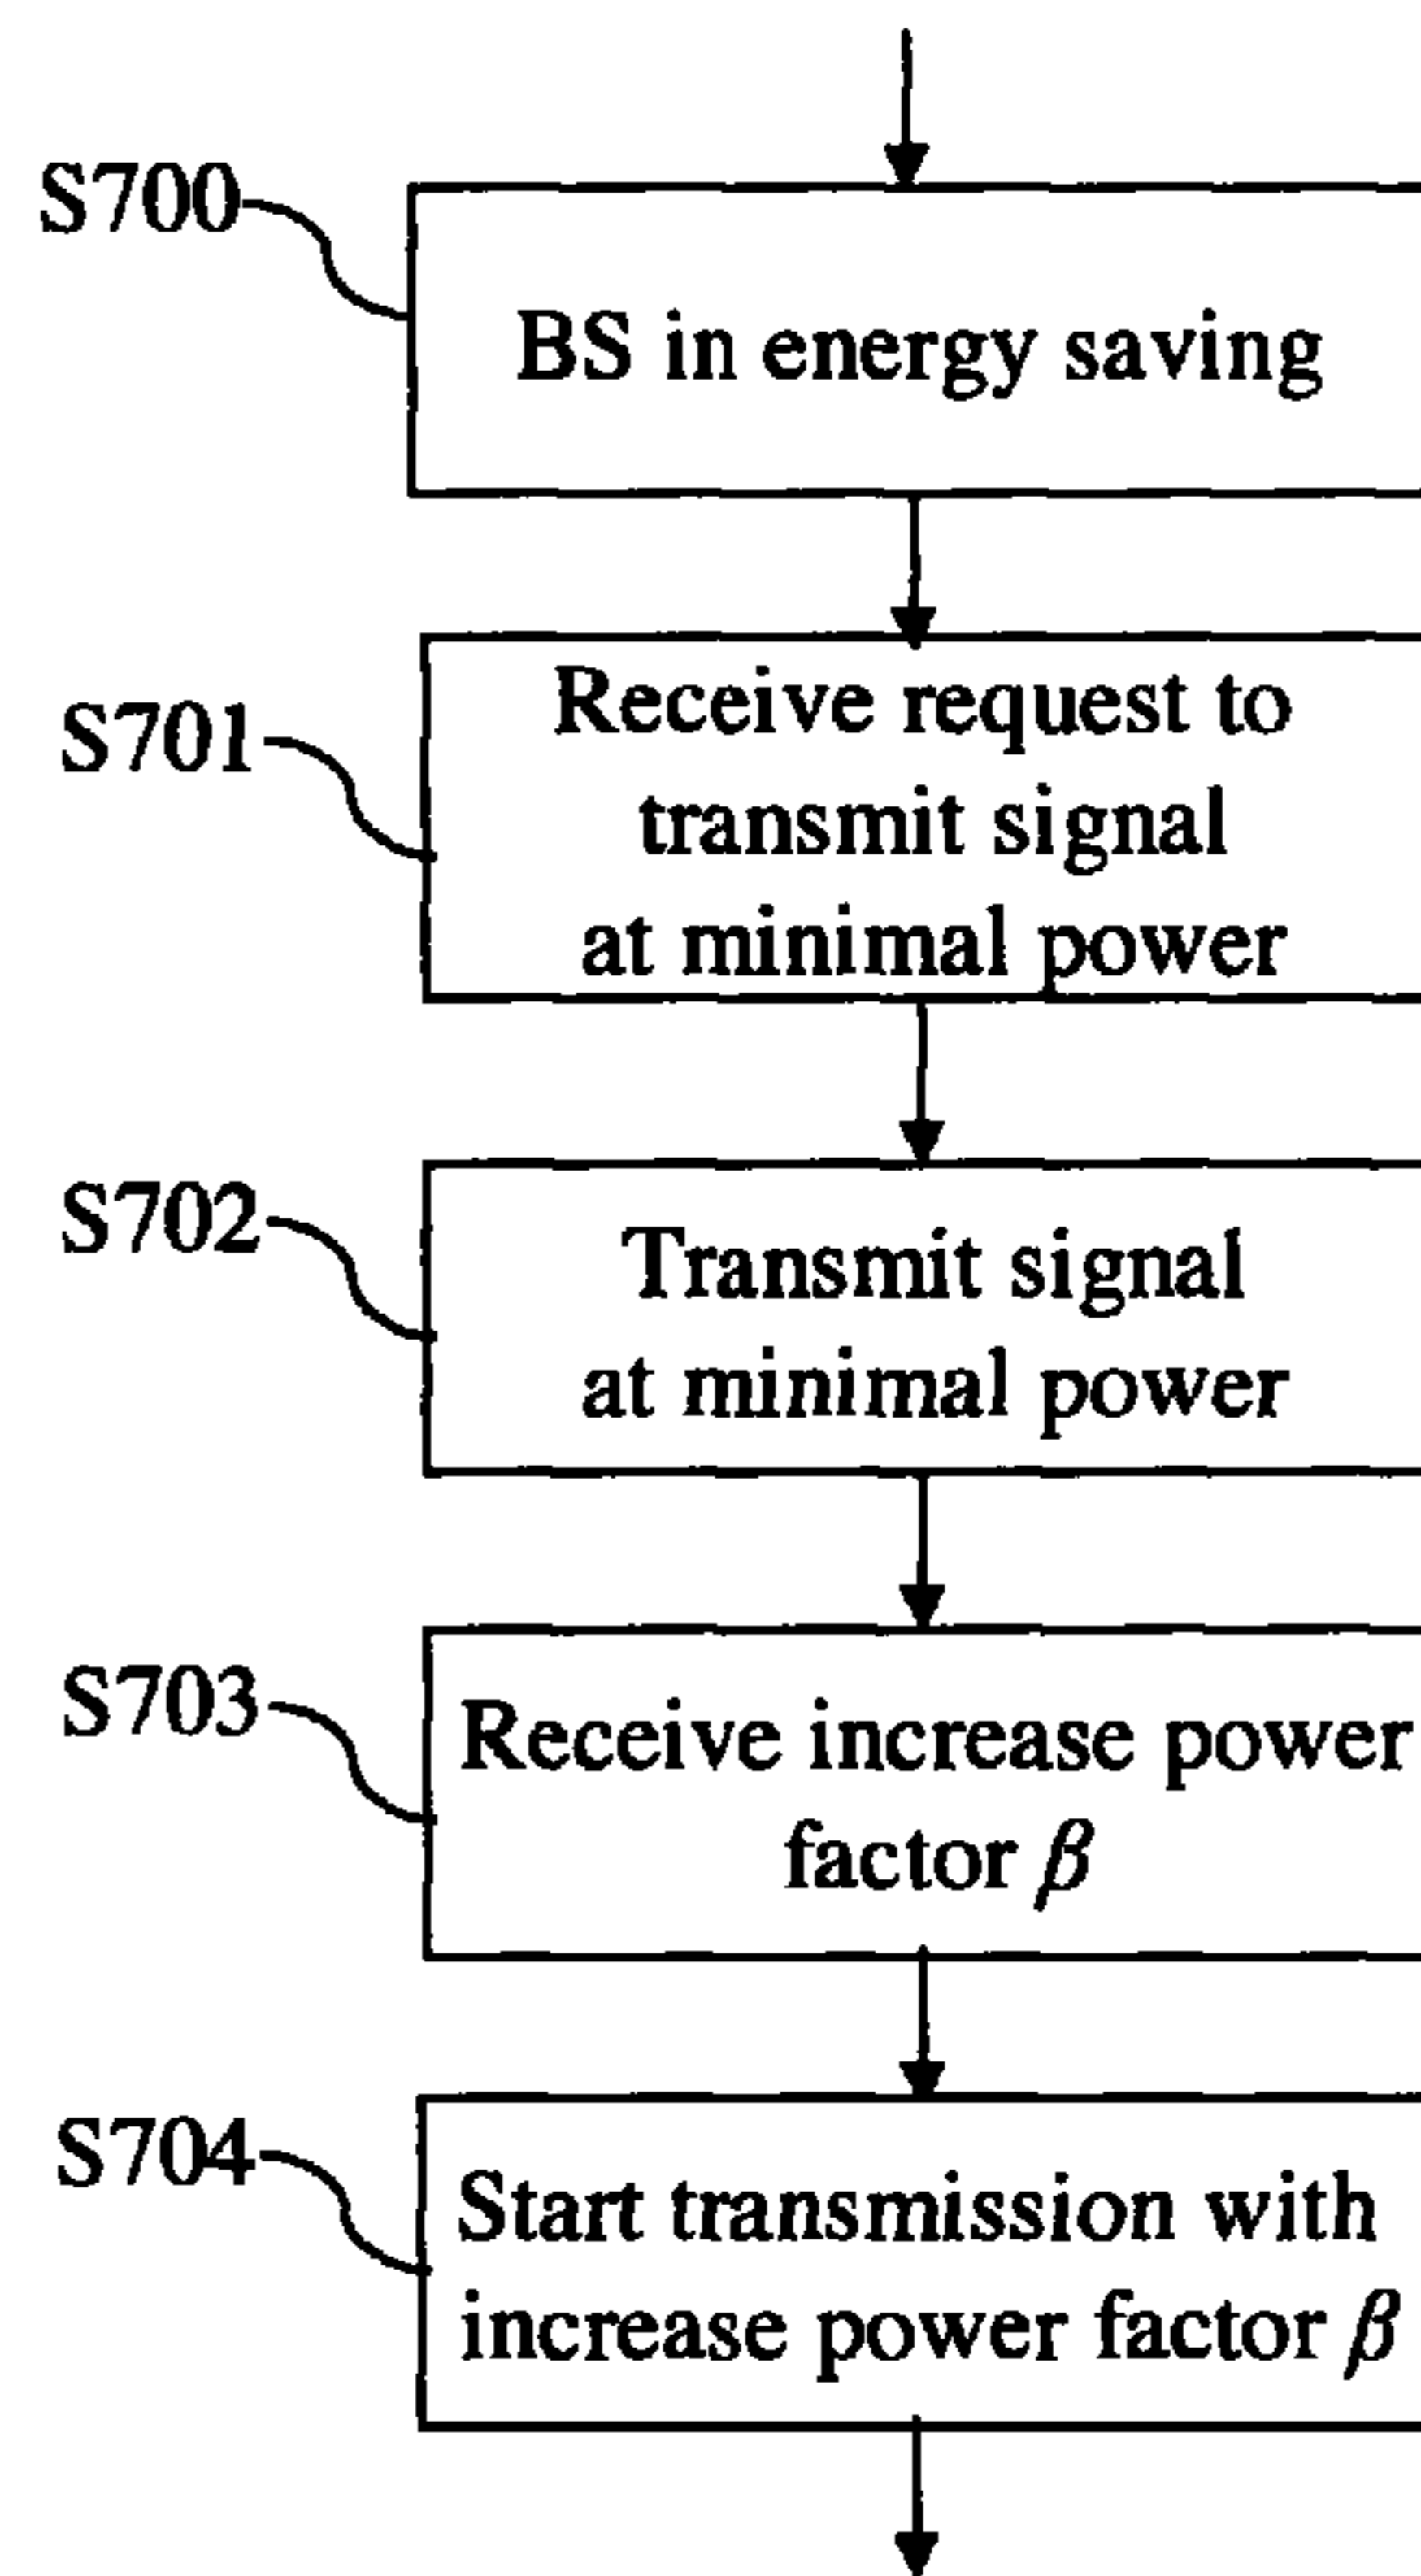 S700
BS in energy saving
S701
Receive request to
transmit signal
at minimal power
S702
Transmit signal
at minimal power
S703
Receive increase power
factor β
S704
Start transmission with
increase power factor β